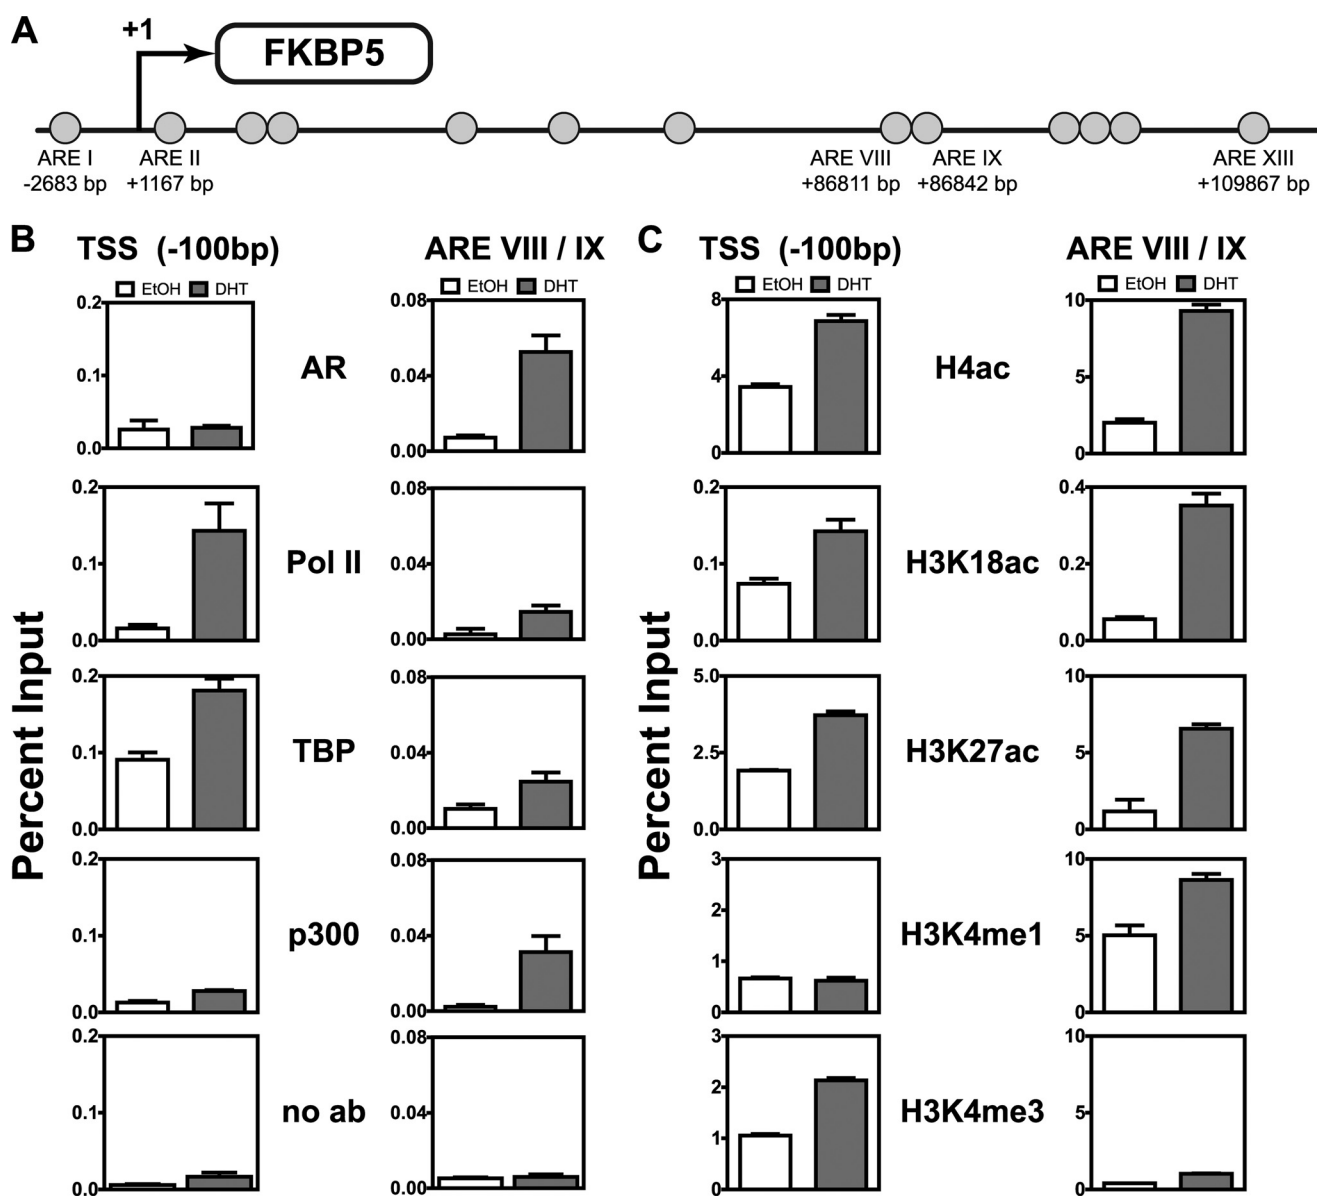 A
+1
FKBP5
ARE I
-2683 bp
ARE II
+1167 bp
ARE VIII
+86811 bp
ARE IX
+86842 bp
ARE XIII
+109867 bp
B
TSS (-100bp)
ARE VIII / IX
EtOH DHT
EtOH DHT
Percent Input
0.2
0.1
0.0
AR
0.08
0.04
0.00
0.2
0.1
0.0
Pol II
0.08
0.04
0.00
0.2
0.1
0.0
TBP
0.08
0.04
0.00
0.2
0.1
0.0
p300
0.08
0.04
0.00
0.2
0.1
0.0
no ab
0.08
0.04
0.00
C
TSS (-100bp)
ARE VIII / IX
EtOH DHT
EtOH DHT
Percent Input
8
4
0
H4ac
10
5
0
0.2
0.1
0.0
H3K18ac
0.4
0.2
0.0
5.0
2.5
0.0
H3K27ac
10
5
0
3
2
1
0
H3K4me1
10
5
0
3
2
1
0
H3K4me3
10
5
0